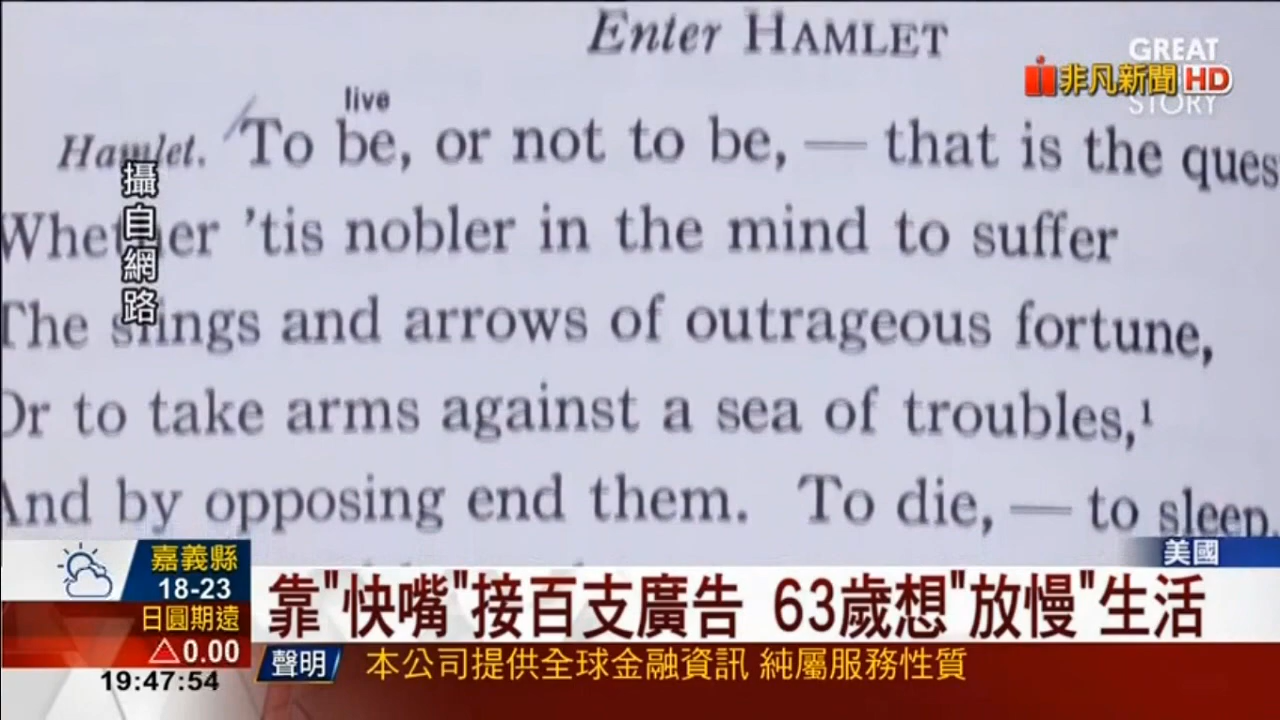 Enter HAMLET
GREAT
STORY
非凡新聞 HD
live
Hamlet. To be, or not to be, — that is the ques
Whether 'tis nobler in the mind to suffer
The slings and arrows of outrageous fortune,
Or to take arms against a sea of troubles,¹
And by opposing end them. To die, — to sleep,
攝自網路
美國
嘉義縣
18-23
日圓期遠
△0.00
19:47:54
靠"快嘴"接百支廣告 63歲想"放慢"生活
聲明 本公司提供全球金融資訊 純屬服務性質